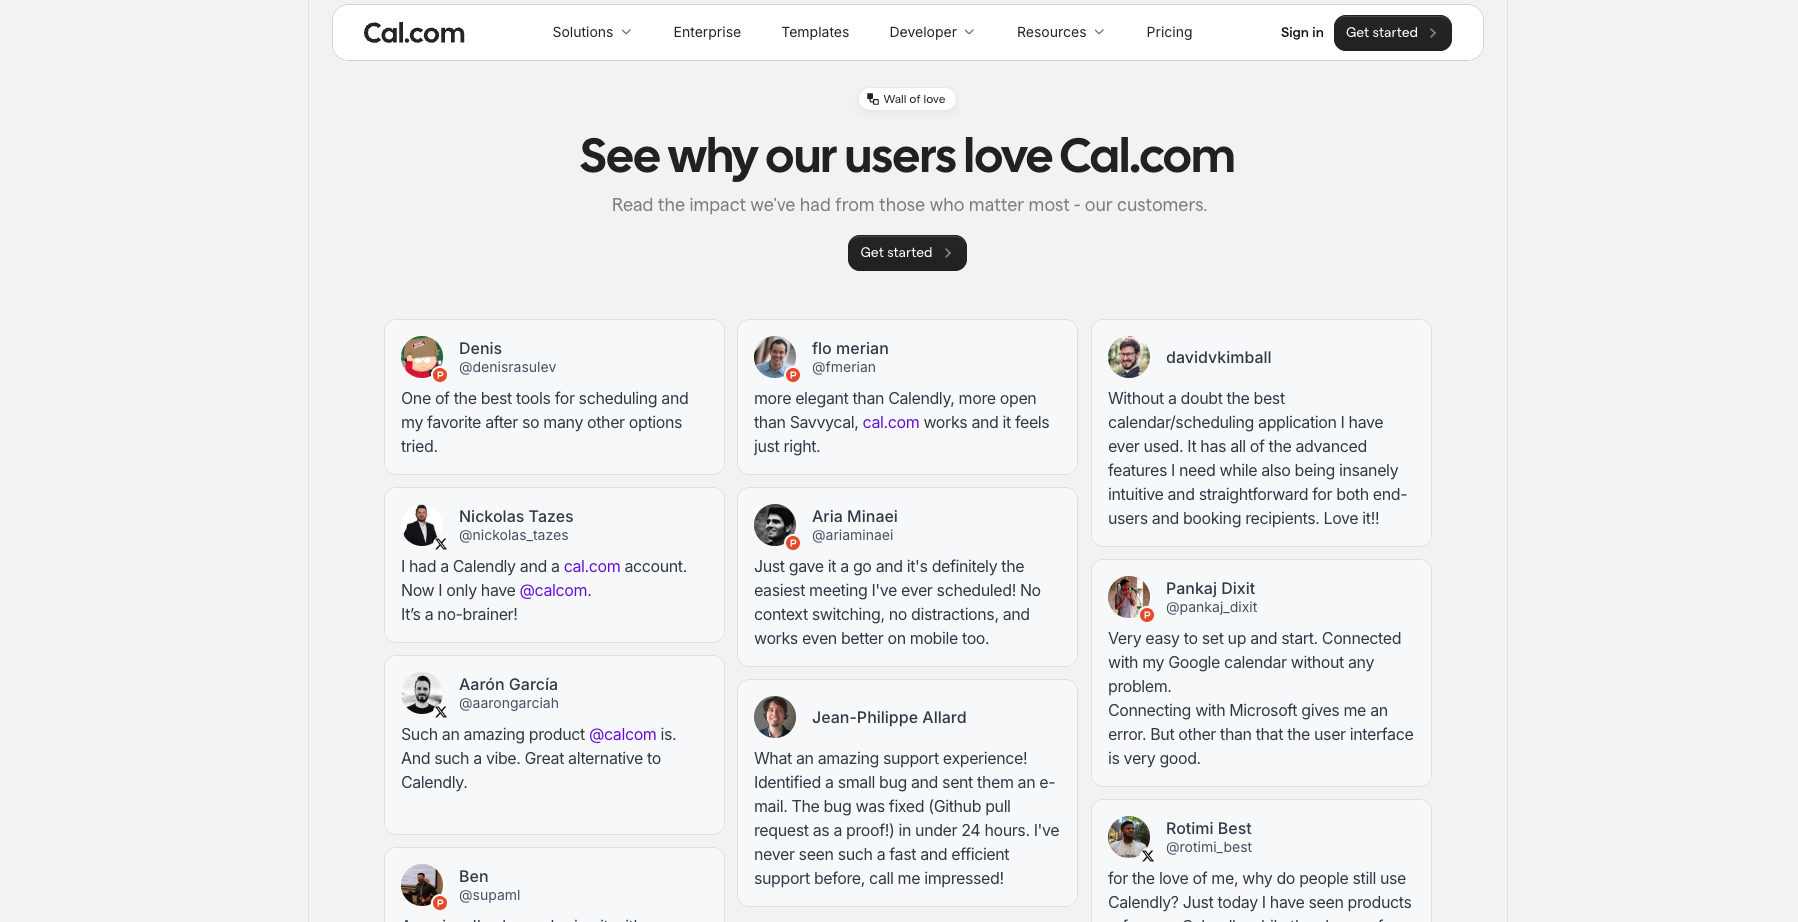 Cal.com
Solutions
Enterprise
Templates
Developer
Resources
Pricing
Sign in
Get started
Wall of love
See why our users love Cal.com
Read the impact we've had from those who matter most - our customers.
Get started
Denis
@denisrasulev
One of the best tools for scheduling and
my favorite after so many other options
tried.
Nickolas Tazes
@nickolas_tazes
I had a Calendly and a cal.com account.
Now I only have @calcom.
It’s a no-brainer!
Aarón García
@aarongarciah
Such an amazing product @calcom is.
And such a vibe. Great alternative to
Calendly.
Ben
@supaml
flo merian
@fmerian
more elegant than Calendly, more open
than Savvycal, cal.com works and it feels
just right.
Aria Minaei
@ariaminaei
Just gave it a go and it's definitely the
easiest meeting I've ever scheduled! No
context switching, no distractions, and
works even better on mobile too.
Jean-Philippe Allard
What an amazing support experience!
Identified a small bug and sent them an e-
mail. The bug was fixed (Github pull
request as a proof!) in under 24 hours. I've
never seen such a fast and efficient
support before, call me impressed!
davidvkimball
Without a doubt the best
calendar/scheduling application I have
ever used. It has all of the advanced
features I need while also being insanely
intuitive and straightforward for both end-
users and booking recipients. Love it!!
Pankaj Dixit
@pankaj_dixit
Very easy to set up and start. Connected
with my Google calendar without any
problem.
Connecting with Microsoft gives me an
error. But other than that the user interface
is very good.
Rotimi Best
@rotimi_best
for the love of me, why do people still use
Calendly? Just today I have seen products